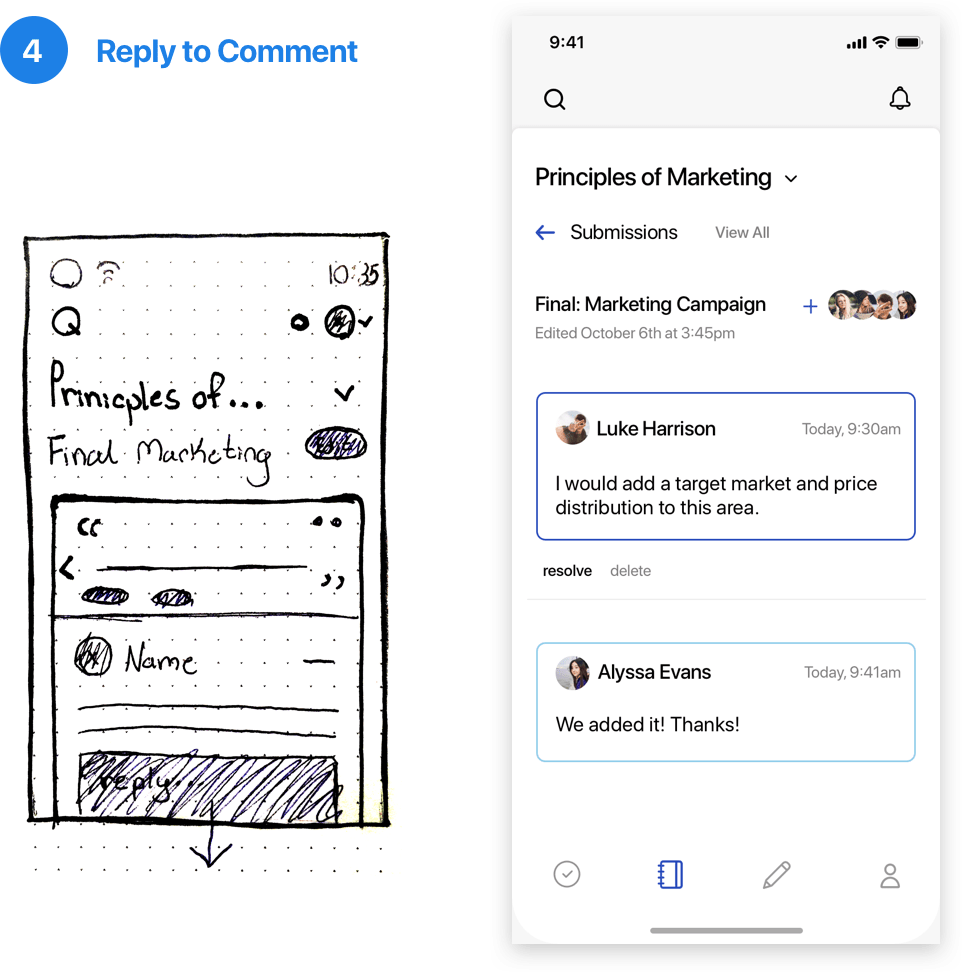 4 Reply to Comment
10:35
Prinicples of...
Final Marketing
“
”
Name
reply...
9:41
Principles of Marketing
Submissions View All
Final: Marketing Campaign
Edited October 6th at 3:45pm
Luke Harrison Today, 9:30am
I would add a target market and price
distribution to this area.
resolve delete
Alyssa Evans Today, 9:41am
We added it! Thanks!